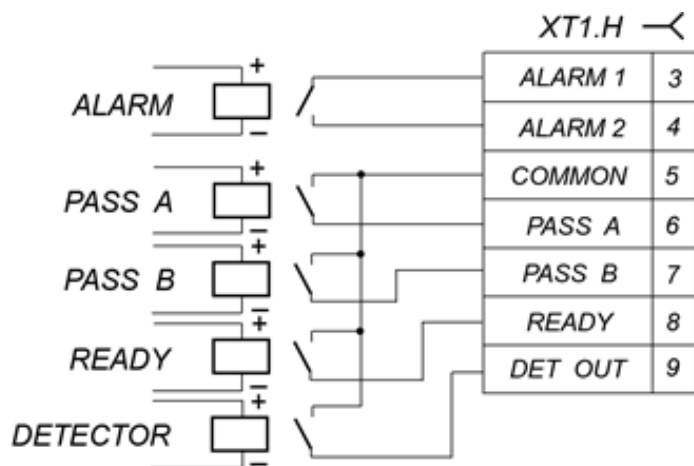 XT1.H
ALARM 1 3
ALARM 2 4
COMMON 5
PASS A 6
PASS B 7
READY 8
DET OUT 9
+
ALARM
−
+
PASS A
−
+
PASS B
−
+
READY
−
+
DETECTOR
−